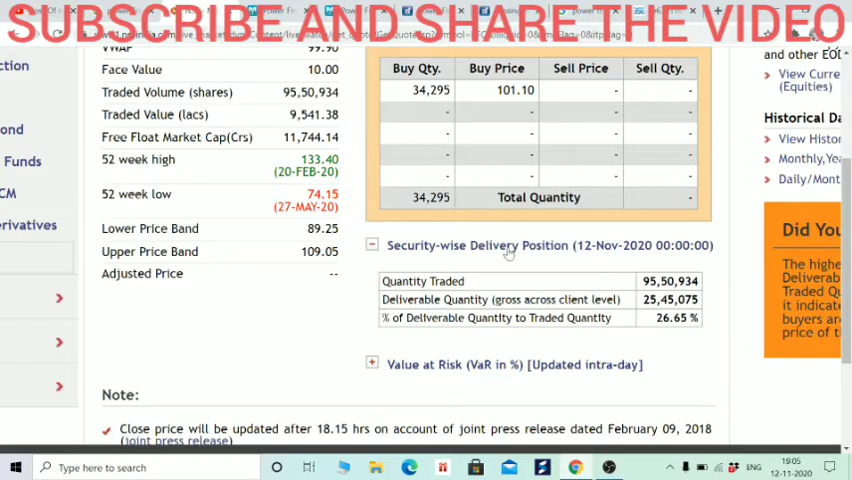 SUBSCRIBE AND SHARE THE VIDEO
VWAP 99.90
Face Value 10.00
Traded Volume (shares) 95,50,934
Traded Value (lacs) 9,541.38
Free Float Market Cap(Crs) 11,744.14
52 week high 133.40
(20-FEB-20)
52 week low 74.15
(27-MAY-20)
Lower Price Band 89.25
Upper Price Band 109.05
Adjusted Price --
ction
ond
Funds
CM
erivatives
Buy Qty. Buy Price Sell Price Sell Qty.
34,295 101.10 - -
- - - -
- - - -
- - - -
- - - -
34,295 Total Quantity -
Security-wise Delivery Position (12-Nov-2020 00:00:00)
Quantity Traded 95,50,934
Deliverable Quantity (gross across client level) 25,45,075
% of Deliverable Quantity to Traded Quantity 26.65 %
Value at Risk (VaR in %) [Updated intra-day]
Note:
Close price will be updated after 18.15 hrs on account of joint press release dated February 09, 2018
(joint press release)
and other EOD
View Curre
(Equities)
Historical Da
View Histor
Monthly,Yea
Daily/Mont
Did You
The highe
Deliverab
Traded Qu
it indicate
buyers are
price of th
Type here to search
ENG
19:05
12-11-2020